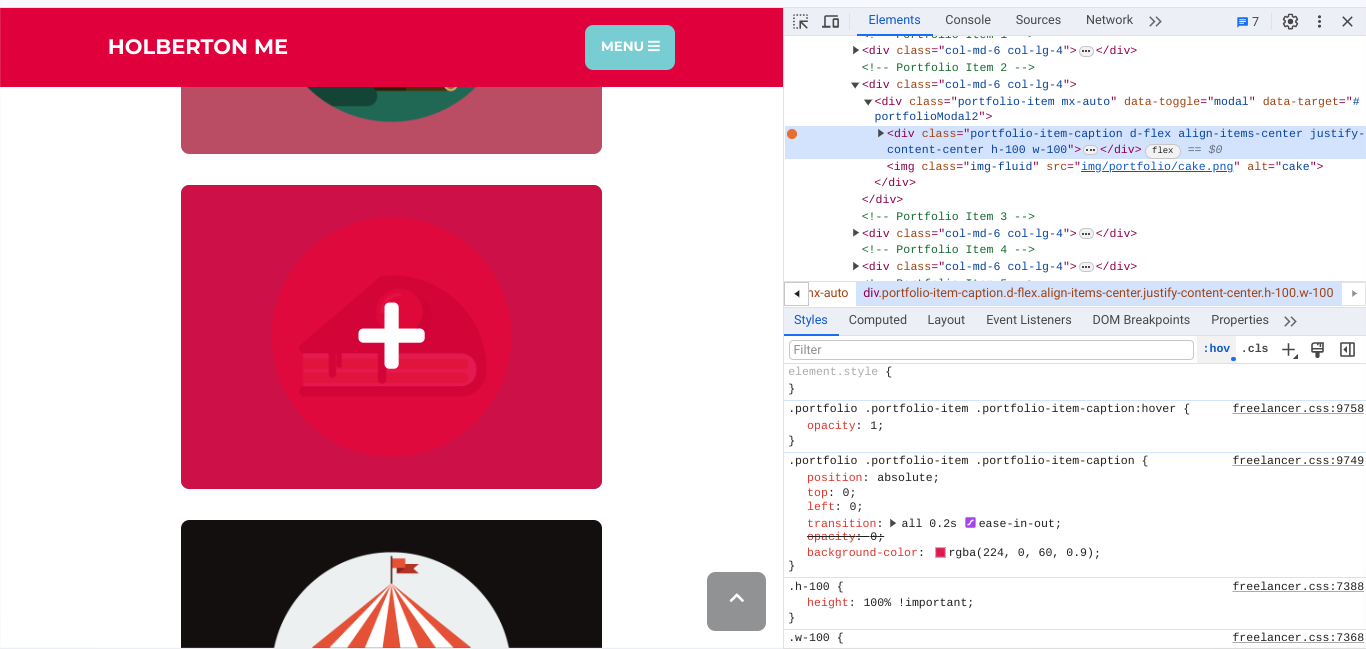 HOLBERTON ME
MENU
Elements Console Sources Network 7
<div class="col-md-6 col-lg-4"> </div>
<!-- Portfolio Item 2 -->
<div class="col-md-6 col-lg-4">
<div class="portfolio-item mx-auto" data-toggle="modal" data-target="#
portfolioModal2">
<div class="portfolio-item-caption d-flex align-items-center justify-
content-center h-100 w-100"> </div> flex == $0
<img class="img-fluid" src="img/portfolio/cake.png" alt="cake">
</div>
</div>
<!-- Portfolio Item 3 -->
<div class="col-md-6 col-lg-4"> </div>
<!-- Portfolio Item 4 -->
<div class="col-md-6 col-lg-4"> </div>
mx-auto div.portfolio-item-caption.d-flex.align-items-center.justify-content-center.h-100.w-100
Styles Computed Layout Event Listeners DOM Breakpoints Properties
Filter :hov .cls
element.style {
}
.portfolio .portfolio-item .portfolio-item-caption:hover { freelancer.css:9758
opacity: 1;
}
.portfolio .portfolio-item .portfolio-item-caption { freelancer.css:9749
position: absolute;
top: 0;
left: 0;
transition: all 0.2s ease-in-out;
opacity: 0;
background-color: rgba(224, 0, 60, 0.9);
}
.h-100 { freelancer.css:7388
height: 100% !important;
}
.w-100 { freelancer.css:7368